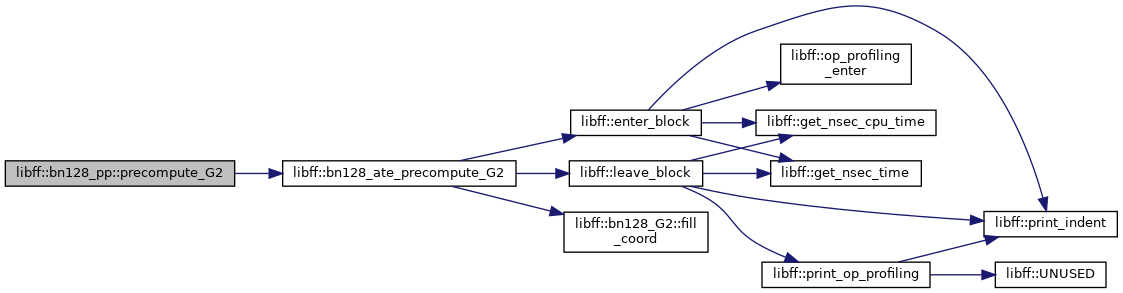 libff::bn128_pp::precompute_G2
libff::bn128_ate_precompute_G2
libff::enter_block
libff::leave_block
libff::bn128_G2::fill
_coord
libff::op_profiling
_enter
libff::get_nsec_cpu_time
libff::get_nsec_time
libff::print_indent
libff::print_op_profiling
libff::UNUSED